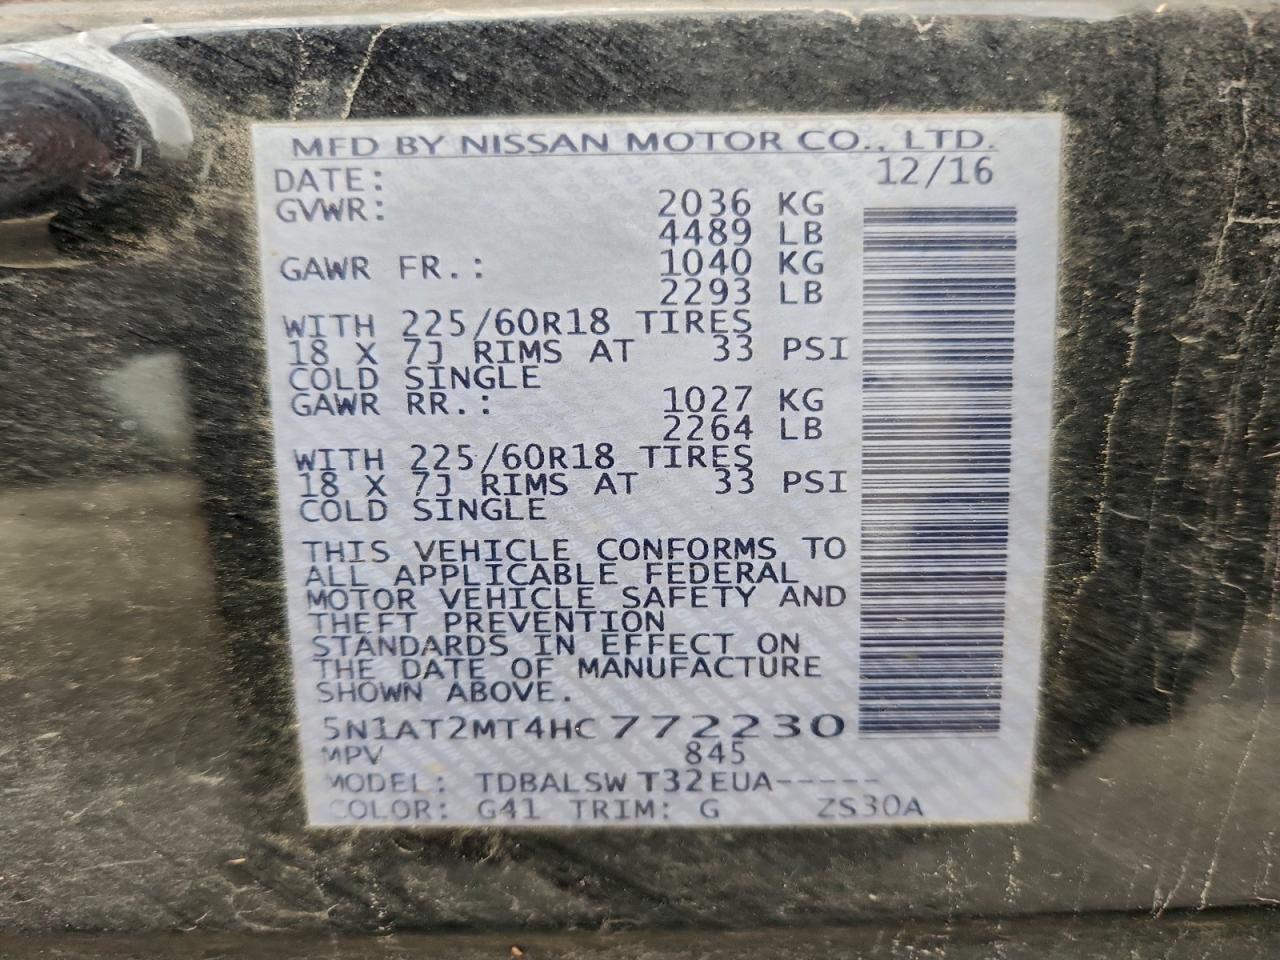 MFD BY NISSAN MOTOR CO., LTD.
DATE: 12/16
GVWR: 2036 KG
4489 LB
GAWR FR.: 1040 KG
2293 LB
WITH 225/60R18 TIRES
18 X 7J RIMS AT 33 PSI
COLD SINGLE
GAWR RR.: 1027 KG
2264 LB
WITH 225/60R18 TIRES
18 X 7J RIMS AT 33 PSI
COLD SINGLE
THIS VEHICLE CONFORMS TO
ALL APPLICABLE FEDERAL
MOTOR VEHICLE SAFETY AND
THEFT PREVENTION
STANDARDS IN EFFECT ON
THE DATE OF MANUFACTURE
SHOWN ABOVE.
5N1AT2MT4HC772230
MPV 845
MODEL: TDBALSW T32EUA-----
COLOR: G41 TRIM: G ZS30A